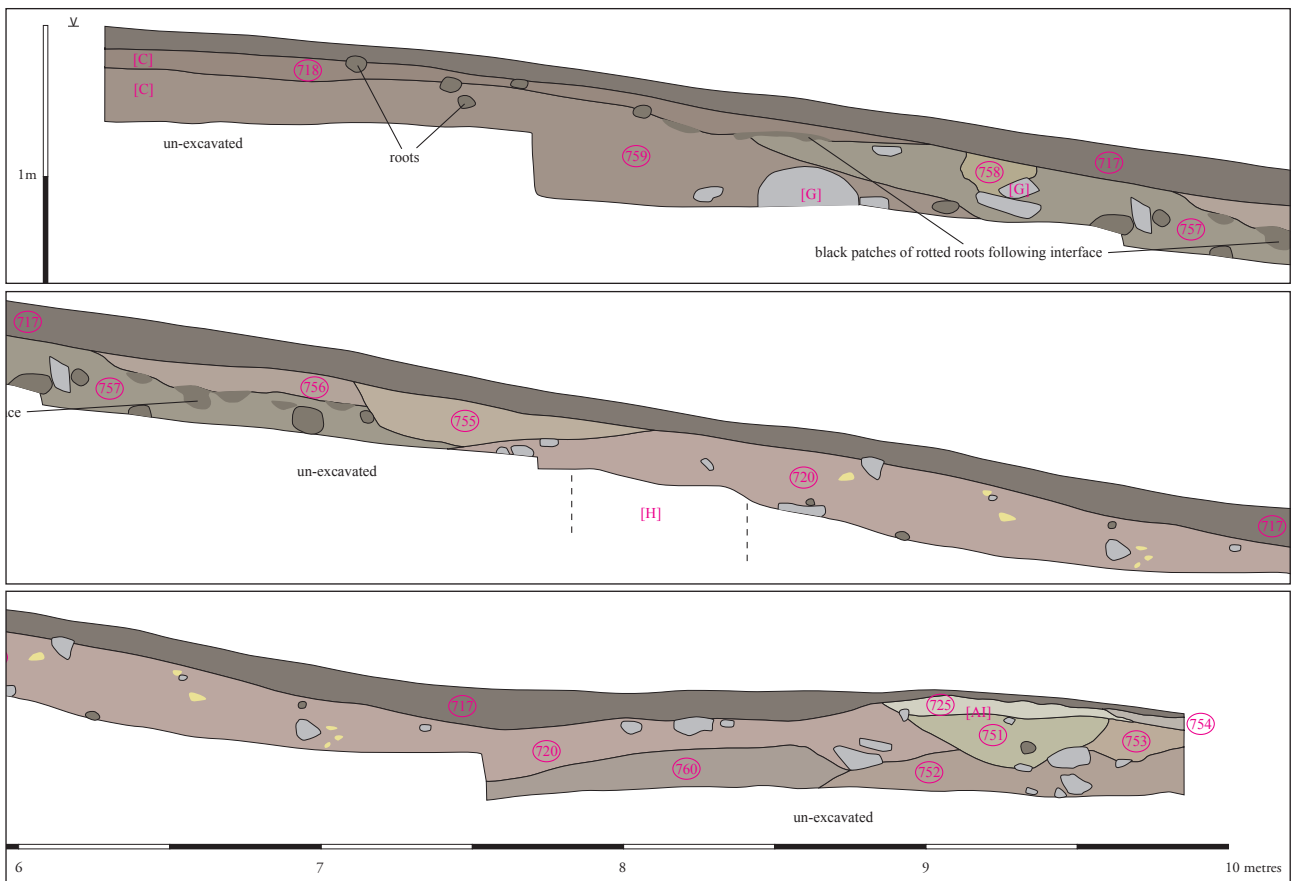 [C]
718
[C]
un-excavated
roots
1m
759
[G]
758
[G]
717
757
black patches of rotted roots following interface
717
757
756
755
ce
un-excavated
720
[H]
717
717
725
[AI]
751
754
753
720
760
752
un-excavated
6 7 8 9 10 metres